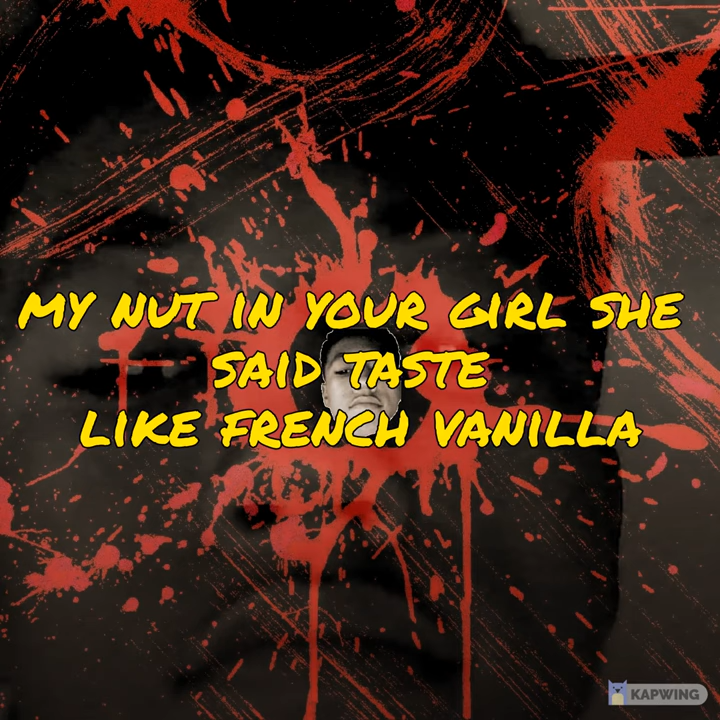 MY NUT IN YOUR GIRL SHE
SAID TASTE
LIKE FRENCH VANILLA
KAPWING